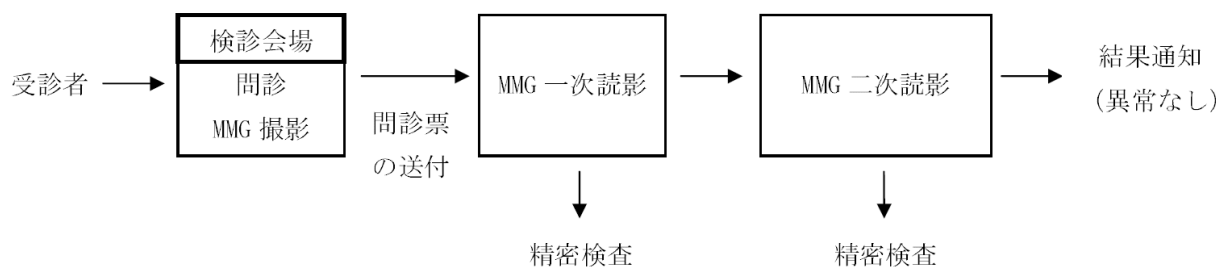 受診者
検診会場
問診
MMG 撮影
問診票
の送付
MMG 一次読影
精密検査
MMG 二次読影
精密検査
結果通知
(異常なし)